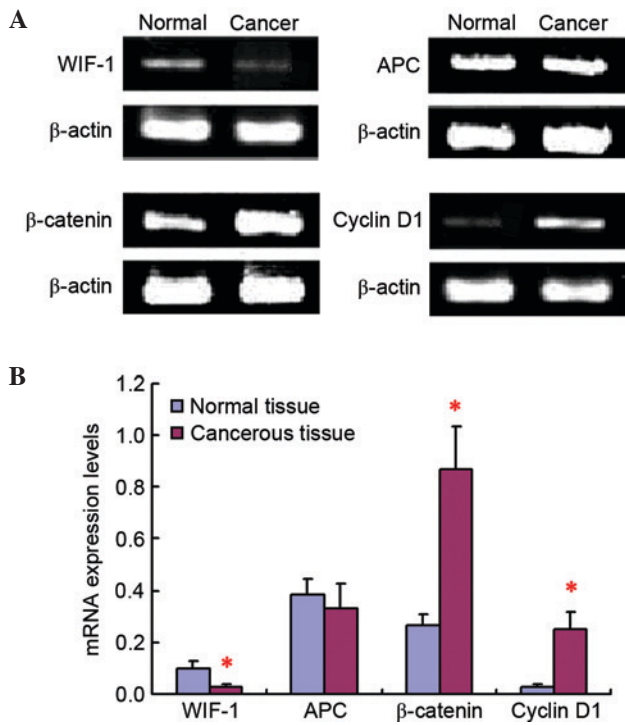 A
Normal Cancer
WIF-1
β-actin
β-catenin
β-actin
Normal Cancer
APC
β-actin
Cyclin D1
β-actin
B
mRNA expression levels
1.2
1.0
0.8
0.6
0.4
0.2
0.0
Normal tissue
Cancerous tissue
*
*
*
WIF-1 APC β-catenin Cyclin D1